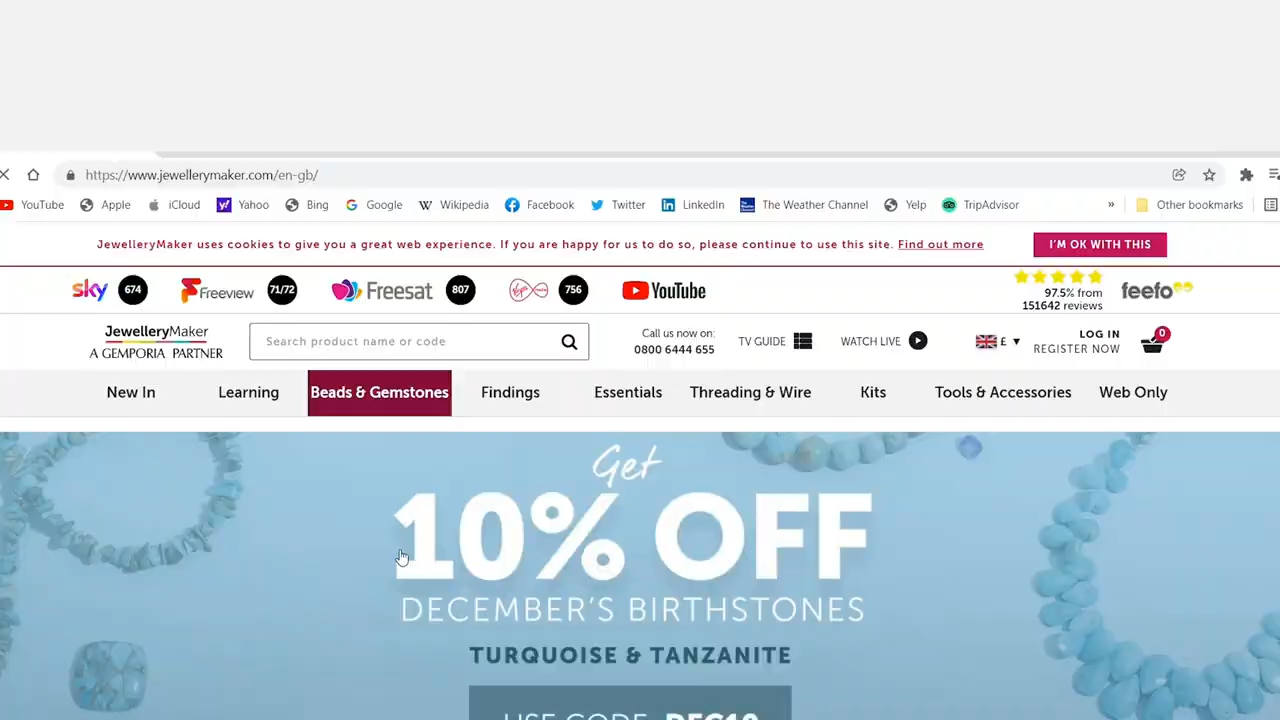 https://www.jewellerymaker.com/en-gb/
YouTube Apple iCloud Yahoo Bing Google Wikipedia Facebook Twitter LinkedIn The Weather Channel Yelp TripAdvisor » Other bookmarks
JewelleryMaker uses cookies to give you a great web experience. If you are happy for us to do so, please continue to use this site. Find out more
I'M OK WITH THIS
sky 674 Freeview 71/72 Freesat 807 Virgin 756 YouTube
97.5% from
151642 reviews
feefo
JewelleryMaker
A GEMPORIA PARTNER
Search product name or code
Call us now on:
0800 6444 655
TV GUIDE
WATCH LIVE
£
LOG IN
REGISTER NOW
0
New In Learning Beads & Gemstones Findings Essentials Threading & Wire Kits Tools & Accessories Web Only
Get
10% OFF
DECEMBER'S BIRTHSTONES
TURQUOISE & TANZANITE
USE CODE DEC10